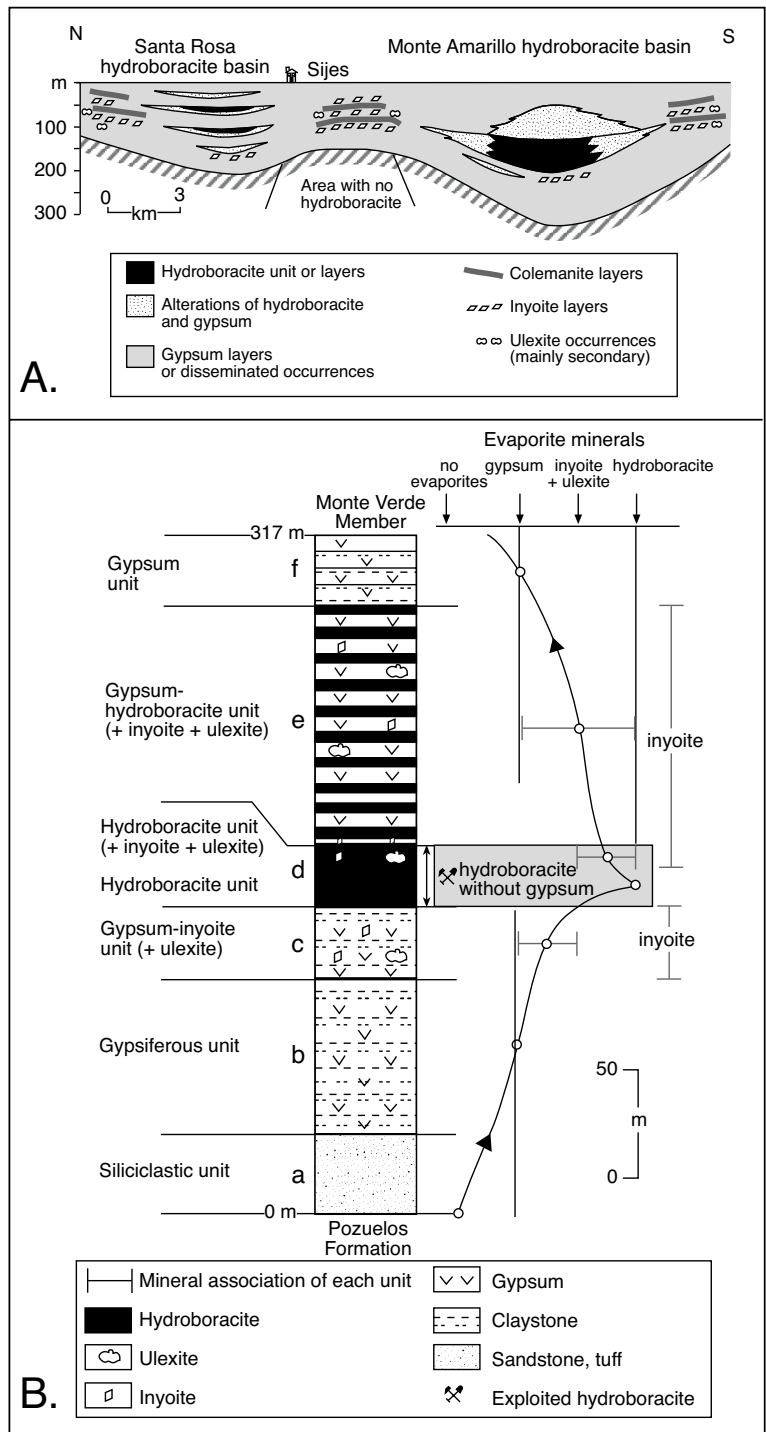 N
S
Santa Rosa
hydroboracite basin
Sijes
Monte Amarillo hydroboracite basin
m
100
200
300
0
3
km
Area with no
hydroboracite
Hydroboracite unit or layers
Alterations of hydroboracite
and gypsum
Gypsum layers
or disseminated occurrences
Colemanite layers
Inyoite layers
Ulexite occurrences
(mainly secondary)
A.
Evaporite minerals
no
evaporites
gypsum
inyoite
+ ulexite
hydroboracite
Monte Verde
Member
317 m
Gypsum
unit
f
Gypsum-
hydroboracite unit
(+ inyoite + ulexite)
e
inyoite
Hydroboracite unit
(+ inyoite + ulexite)
d
Hydroboracite unit
hydroboracite
without gypsum
Gypsum-inyoite
unit (+ ulexite)
c
inyoite
Gypsiferous unit
b
50
m
0
Siliciclastic unit
a
0 m
Pozuelos
Formation
Mineral association of each unit
Hydroboracite
Ulexite
Inyoite
Gypsum
Claystone
Sandstone, tuff
Exploited hydroboracite
B.